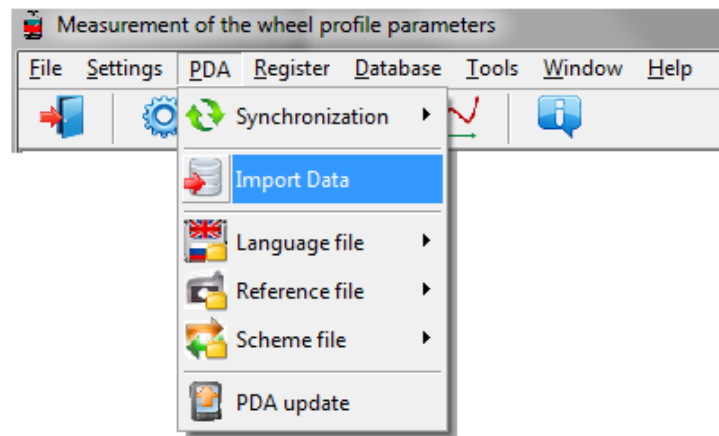 Measurement of the wheel profile parameters
File Settings PDA Register Database Tools Window Help
Synchronization
Import Data
Language file
Reference file
Scheme file
PDA update